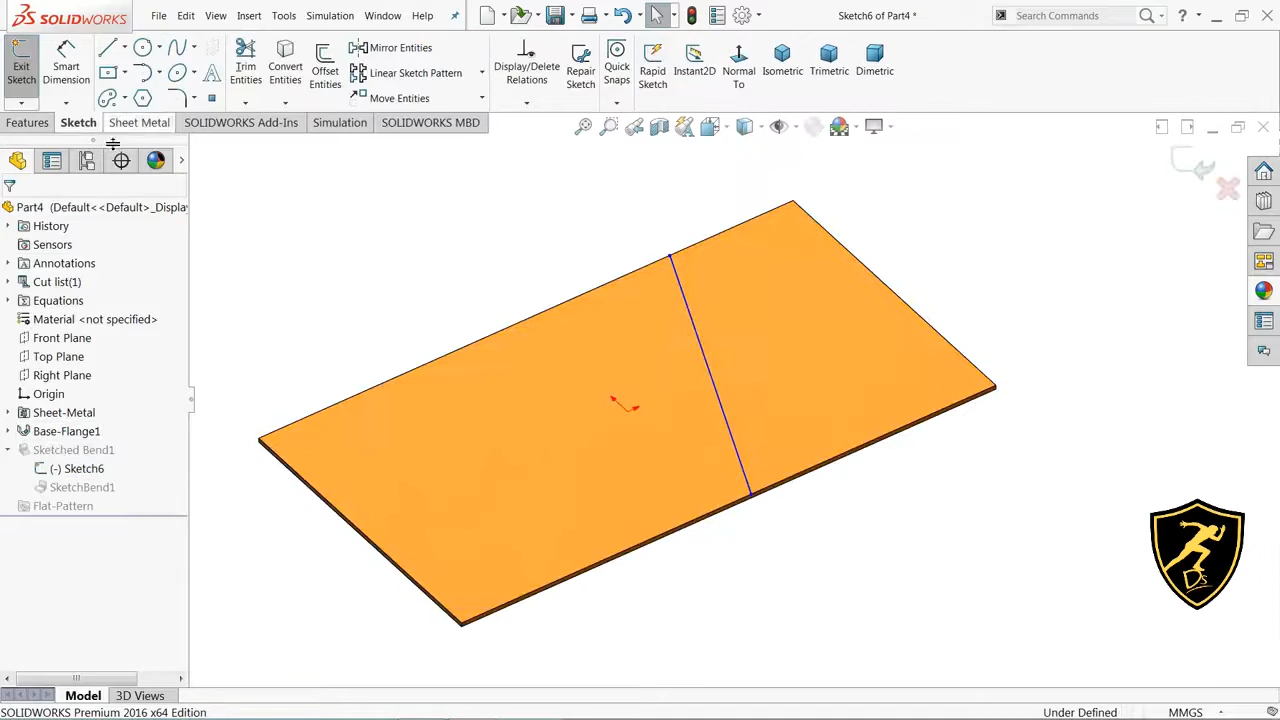 SOLIDWORKS File Edit View Insert Tools Simulation Window Help Sketch6 of Part4 * Search Commands
Exit Sketch
Smart Dimension
Trim Entities
Convert Entities
Offset Entities
Mirror Entities
Linear Sketch Pattern
Move Entities
Display/Delete Relations
Repair Sketch
Quick Snaps
Rapid Sketch
Instant2D
Normal To
Isometric
Trimetric
Dimetric
Features Sketch Sheet Metal SOLIDWORKS Add-Ins Simulation SOLIDWORKS MBD
Part4 (Default<<Default>_Display
History
Sensors
Annotations
Cut list(1)
Equations
Material <not specified>
Front Plane
Top Plane
Right Plane
Origin
Sheet-Metal
Base-Flange1
Sketched Bend1
(-) Sketch6
SketchBend1
Flat-Pattern
Ds
Model 3D Views
SOLIDWORKS Premium 2016 x64 Edition Under Defined MMGS